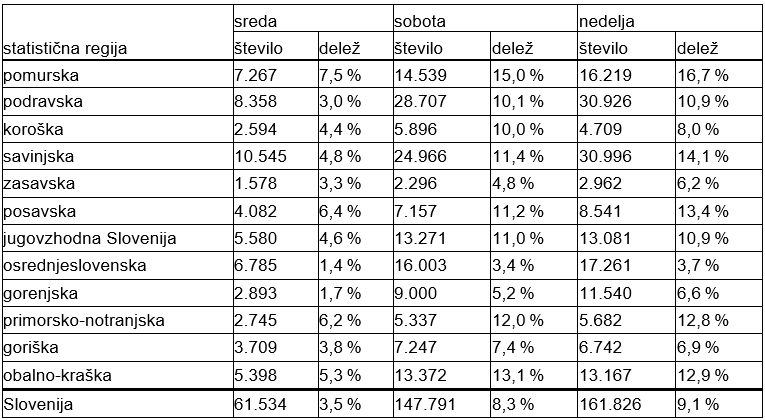 sreda sobota nedelja
statistična regija število delež število delež število delež
pomurska 7.267 7,5 % 14.539 15,0 % 16.219 16,7 %
podravska 8.358 3,0 % 28.707 10,1 % 30.926 10,9 %
koroška 2.594 4,4 % 5.896 10,0 % 4.709 8,0 %
savinjska 10.545 4,8 % 24.966 11,4 % 30.996 14,1 %
zasavska 1.578 3,3 % 2.296 4,8 % 2.962 6,2 %
posavska 4.082 6,4 % 7.157 11,2 % 8.541 13,4 %
jugovzhodna Slovenija 5.580 4,6 % 13.271 11,0 % 13.081 10,9 %
osrednjeslovenska 6.785 1,4 % 16.003 3,4 % 17.261 3,7 %
gorenjska 2.893 1,7 % 9.000 5,2 % 11.540 6,6 %
primorsko-notranjska 2.745 6,2 % 5.337 12,0 % 5.682 12,8 %
goriška 3.709 3,8 % 7.247 7,4 % 6.742 6,9 %
obalno-kraška 5.398 5,3 % 13.372 13,1 % 13.167 12,9 %
Slovenija 61.534 3,5 % 147.791 8,3 % 161.826 9,1 %